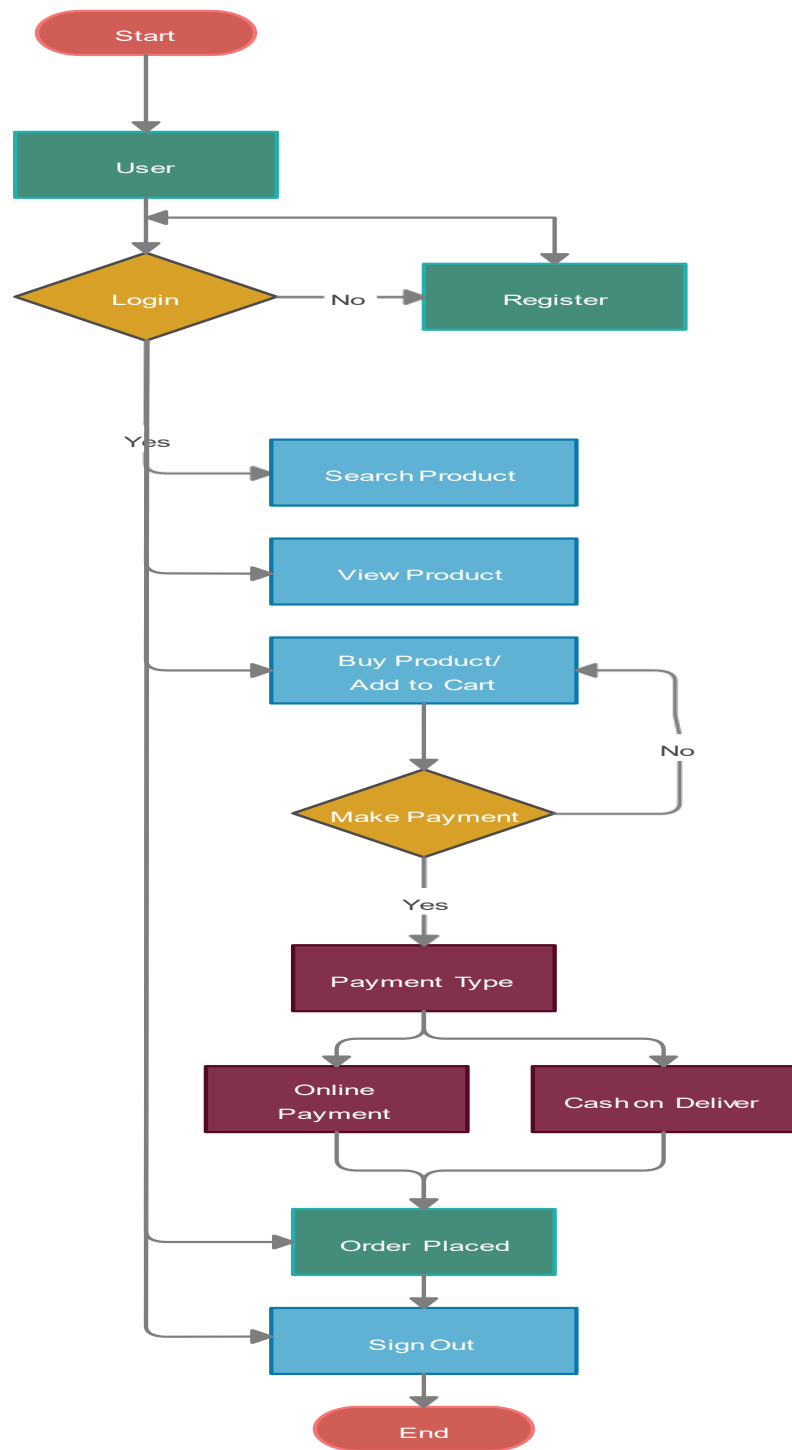 Start
User
Login
No
Register
Yes
Search Product
View Product
Buy Product/
Add to Cart
No
Make Payment
Yes
Payment Type
Online
Payment
Cash on Deliver
Order Placed
Sign Out
End